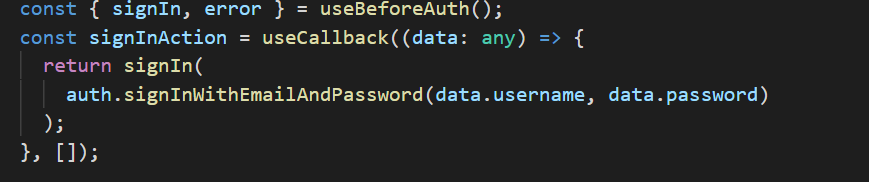 const { signIn, error } = useBeforeAuth();
const signInAction = useCallback((data: any) => {
  return signIn(
    auth.signInWithEmailAndPassword(data.username, data.password)
  );
}, []);